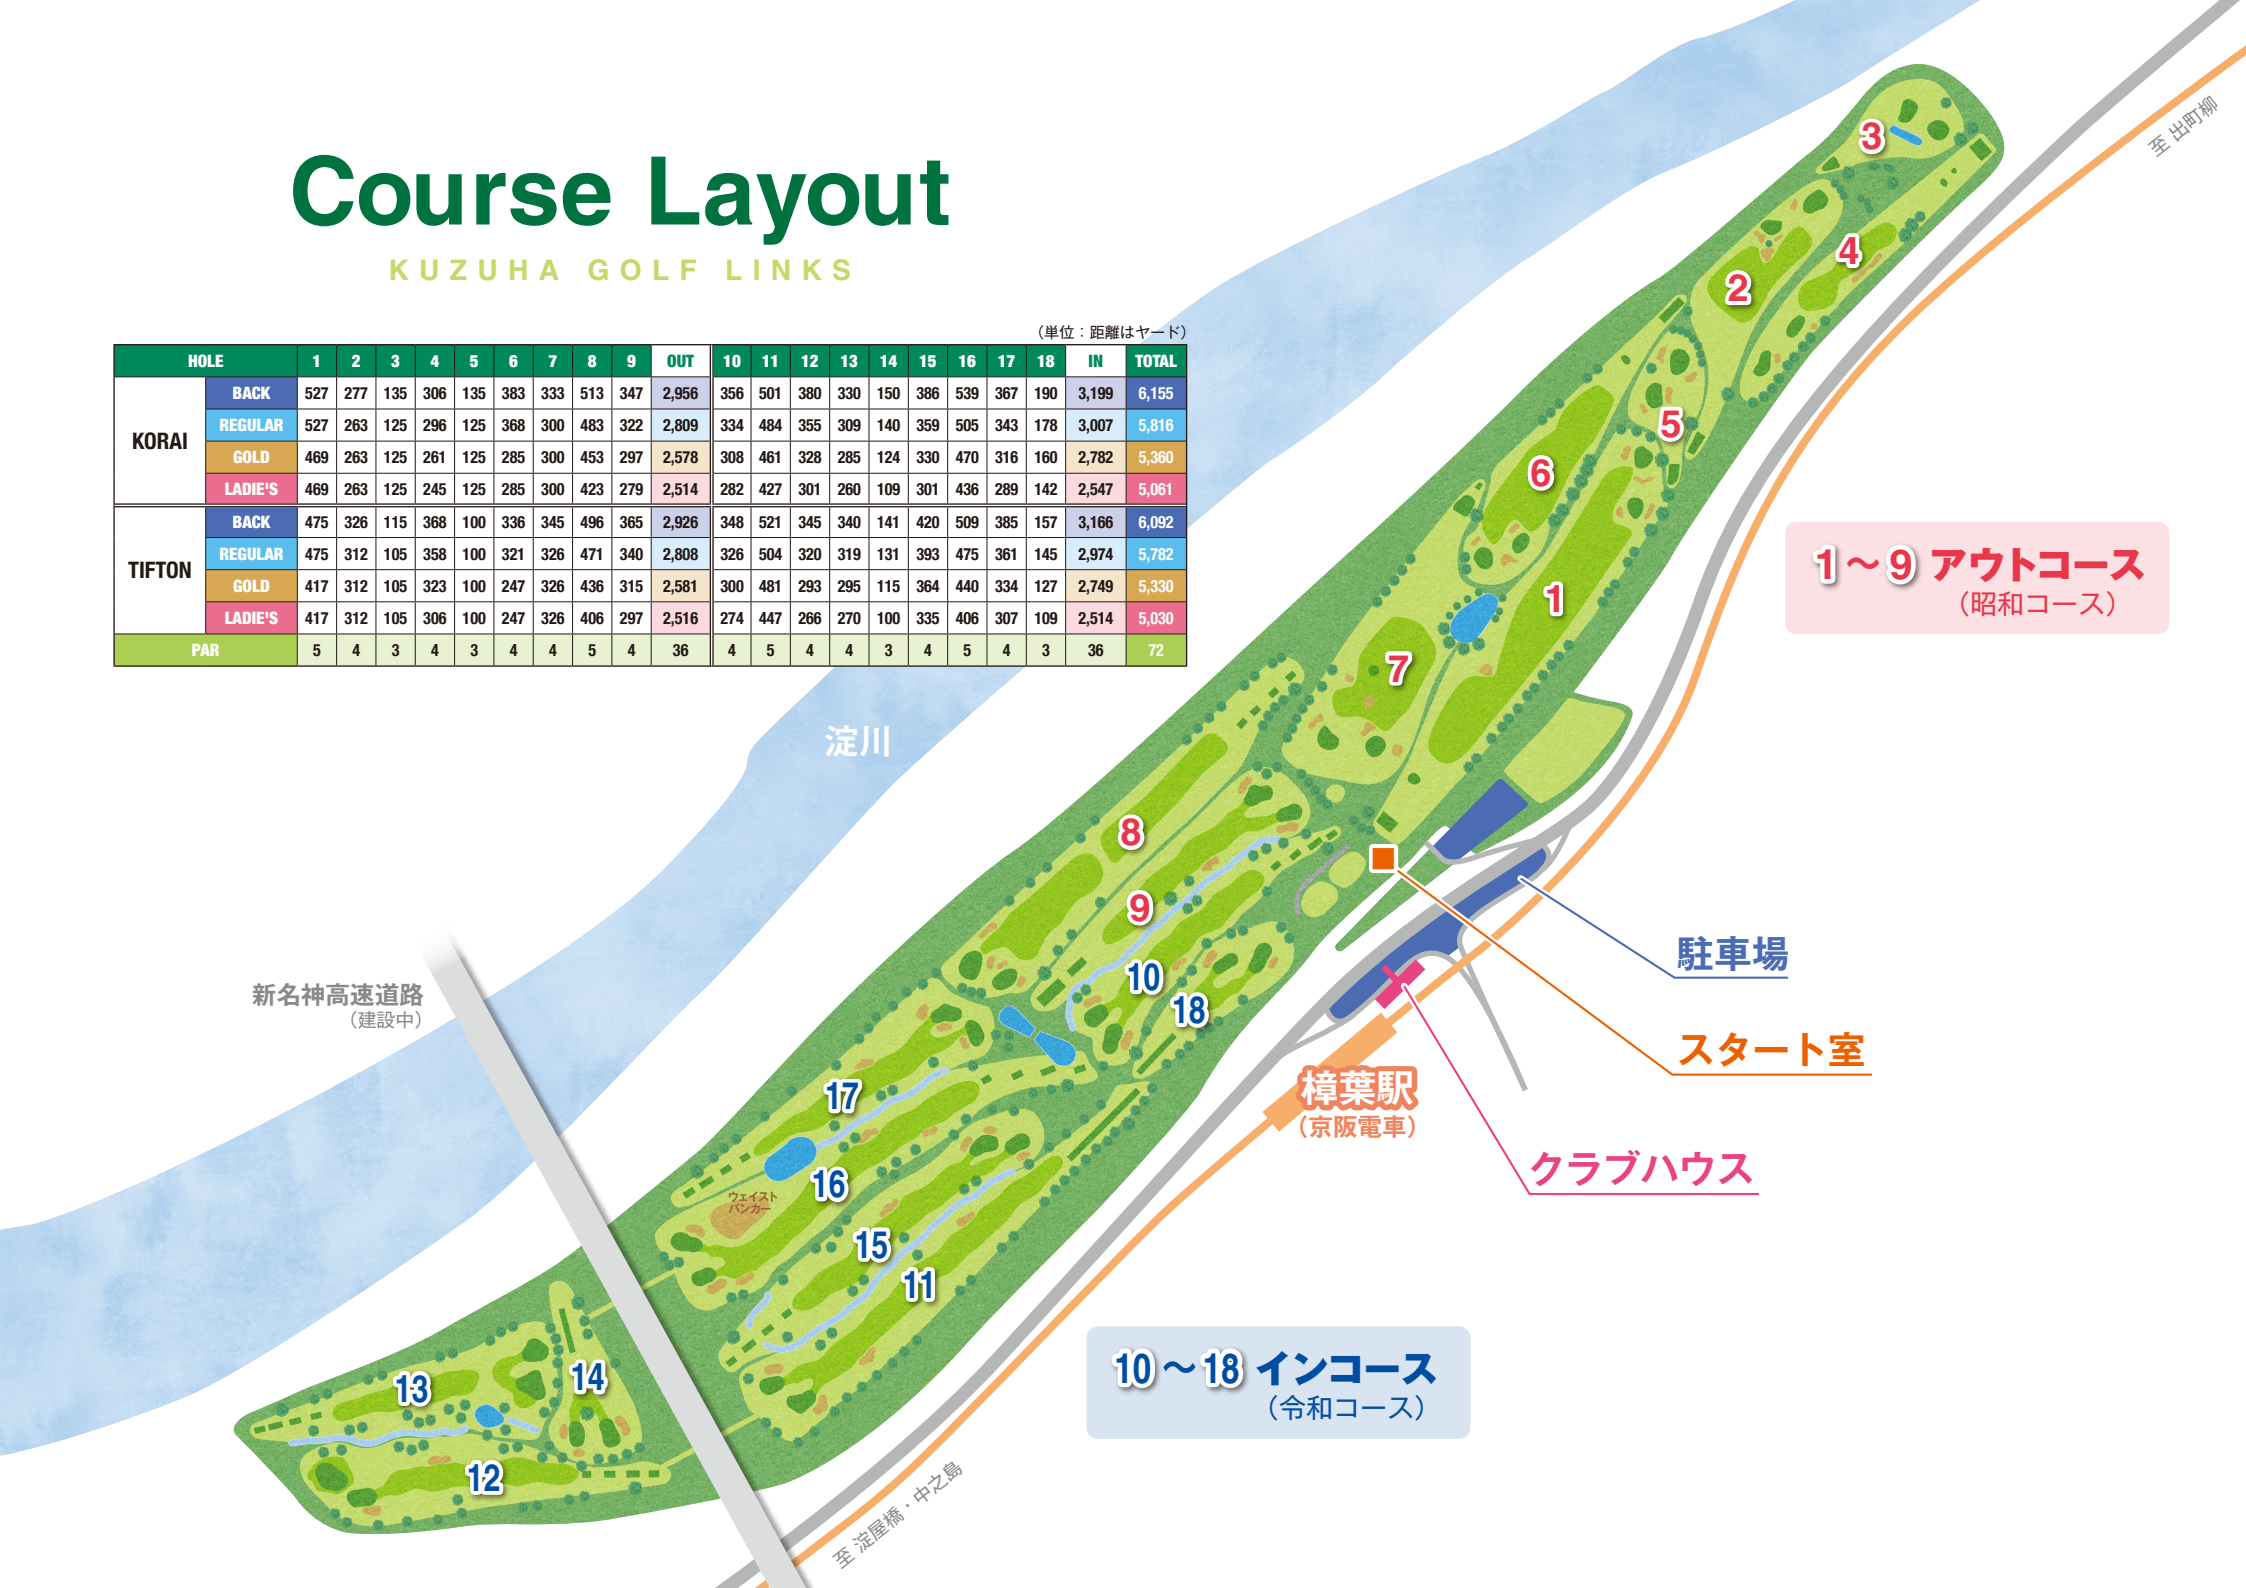 Course Layout
KUZUHA GOLF LINKS
（単位：距離はヤード）
HOLE 1 2 3 4 5 6 7 8 9 OUT 10 11 12 13 14 15 16 17 18 IN TOTAL
KORAI
BACK 527 277 135 306 135 383 333 513 347 2,956 356 501 380 330 150 386 539 367 190 3,199 6,155
REGULAR 527 263 125 296 125 368 300 483 322 2,809 334 484 355 309 140 359 505 343 178 3,007 5,816
GOLD 469 263 125 261 125 285 300 453 297 2,578 308 461 328 285 124 330 470 316 160 2,782 5,360
LADIE'S 469 263 125 245 125 285 300 423 279 2,514 282 427 301 260 109 301 436 289 142 2,547 5,061
TIFTON
BACK 475 326 115 368 100 336 345 496 365 2,926 348 521 345 340 141 420 509 385 157 3,166 6,092
REGULAR 475 312 105 358 100 321 326 471 340 2,808 326 504 320 319 131 393 475 361 145 2,974 5,782
GOLD 417 312 105 323 100 247 326 436 315 2,581 300 481 293 295 115 364 440 334 127 2,749 5,330
LADIE'S 417 312 105 306 100 247 326 406 297 2,516 274 447 266 270 100 335 406 307 109 2,514 5,030
PAR 5 4 3 4 3 4 4 5 4 36 4 5 4 4 3 4 5 4 3 36 72
至 出町柳
3
4
2
5
6
1
7
8
9
10
18
17
16
15
11
14
13
12
1～9 アウトコース
（昭和コース）
淀川
駐車場
新名神高速道路
（建設中）
スタート室
樟葉駅
（京阪電車）
クラブハウス
ウェイスト
バンカー
10～18 インコース
（令和コース）
至 淀屋橋・中之島